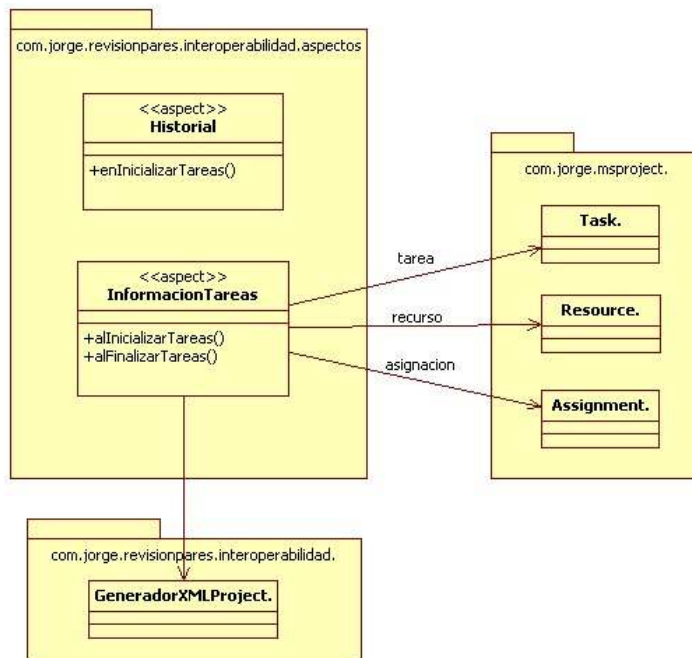 com.jorge.revisionpares.interoperabilidad.aspectos
<<aspect>>
Historial
+enInicializarTareas()
<<aspect>>
InformacionTareas
+alInicializarTareas()
+alFinalizarTareas()
tarea
recurso
asignacion
com.jorge.msproject.
Task.
Resource.
Assignment.
com.jorge.revisionpares.interoperabilidad.
GeneradorXMLProject.